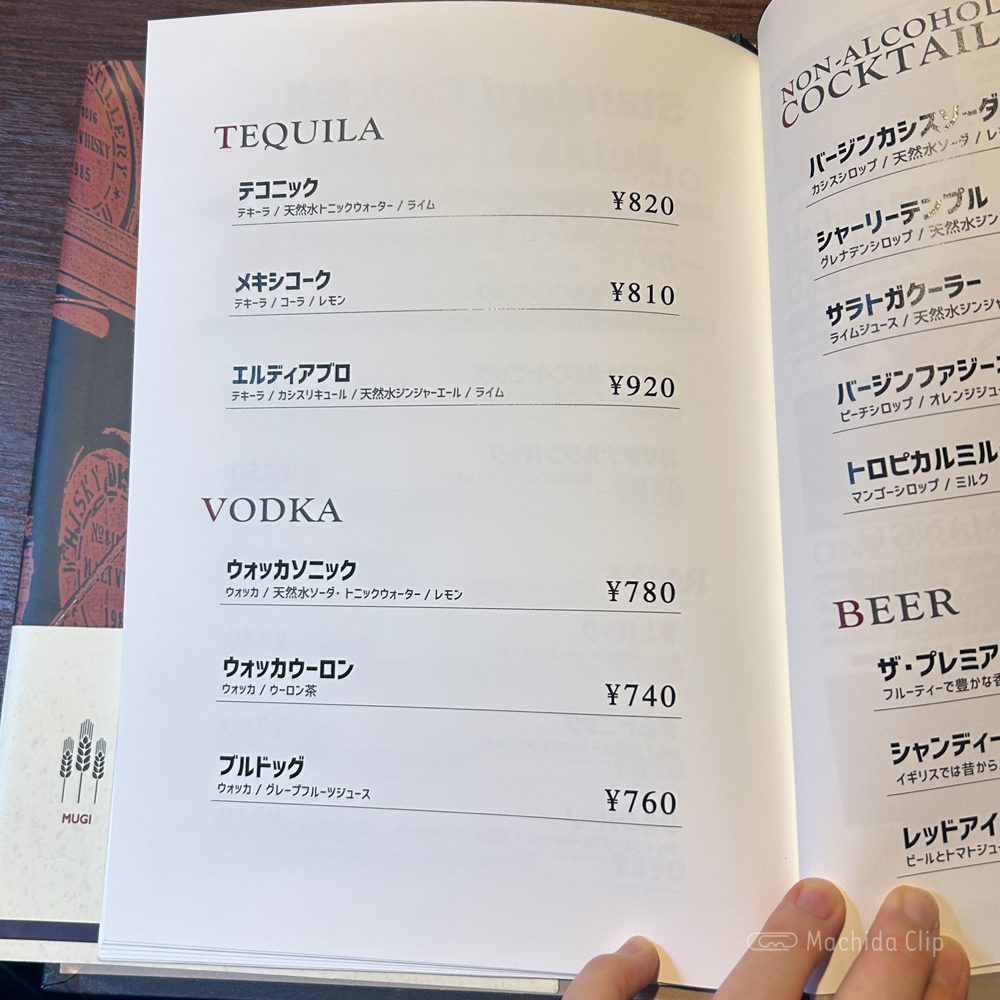 TEQUILA
テコニック
テキーラ / 天然水トニックウォーター / ライム
¥820
メキシコーク
テキーラ / コーラ / レモン
¥810
エルディアブロ
テキーラ / カシスリキュール / 天然水ジンジャーエール / ライム
¥920
VODKA
ウォッカソニック
ウォッカ / 天然水ソーダ・トニックウォーター / レモン
¥780
ウォッカウーロン
ウォッカ / ウーロン茶
¥740
ブルドッグ
ウォッカ / グレープフルーツジュース
¥760
NON-ALCOHOL
COCKTAIL
バージンカシスソーダ
カシスシロップ / 天然水ソーダ / レ
シャーリーテンプル
グレナデンシロップ / 天然水ジン
サラトガクーラー
ライムジュース / 天然水ジンジャ
バージンファジー
ピーチシロップ / オレンジジュ
トロピカルミル
マンゴーシロップ / ミルク
BEER
ザ・プレミア
フルーティーで豊かな香
シャンディー
イギリスでは昔から
レッドアイ
ビールとトマトジュ
MUGI
Machida Clip